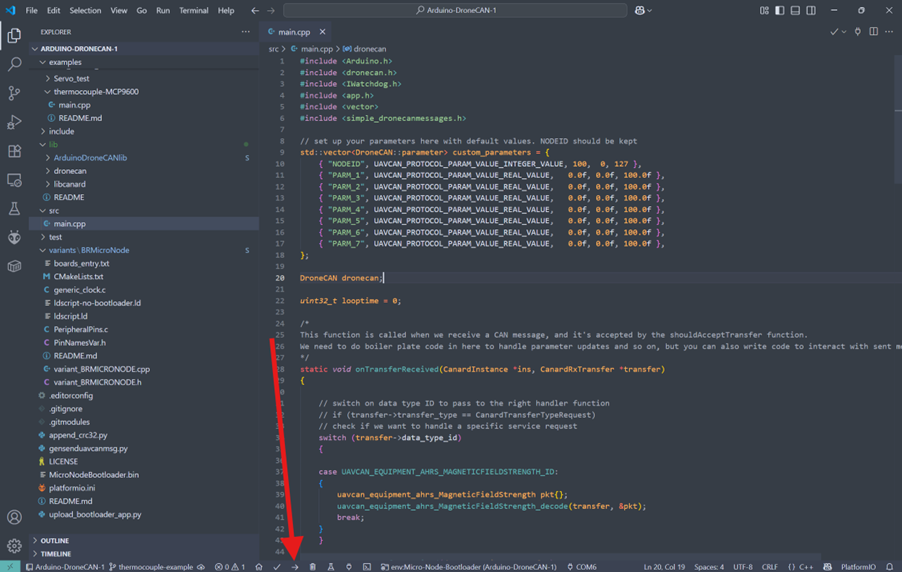 File Edit Selection View Go Run Terminal Help
Arduino-DroneCAN-1
EXPLORER
ARDUINO-DRONECAN-1
examples
Servo_test
thermocouple-MCP9600
main.cpp
README.md
include
lib
ArduinoDroneCANlib S
dronecan
libcanard
README
src
main.cpp
test
variants \ BRMicroNode S
boards_entry.txt
CMakeLists.txt
generic_clock.c
ldscript-no-bootloader.ld
ldscript.ld
PeripheralPins.c
PinNamesVar.h
README.md
variant_BRMICRONODE.cpp
variant_BRMICRONODE.h
.editorconfig
.gitignore
.gitmodules
append_crc32.py
gensenduavcanmsg.py
LICENSE
MicroNodeBootloader.bin
platformio.ini
README.md
upload_bootloader_app.py
OUTLINE
TIMELINE
main.cpp
src > main.cpp > dronecan
1 #include <Arduino.h>
2 #include <dronecan.h>
3 #include <IWatchdog.h>
4 #include <app.h>
5 #include <vector>
6 #include <simple_dronecanmessages.h>
7
8 // set up your parameters here with default values. NODEID should be kept
9 std::vector<DroneCAN::parameter> custom_parameters = {
10 { "NODEID", UAVCAN_PROTOCOL_PARAM_VALUE_INTEGER_VALUE, 100, 0, 127 },
11 { "PARM_1", UAVCAN_PROTOCOL_PARAM_VALUE_REAL_VALUE, 0.0f, 0.0f, 100.0f },
12 { "PARM_2", UAVCAN_PROTOCOL_PARAM_VALUE_REAL_VALUE, 0.0f, 0.0f, 100.0f },
13 { "PARM_3", UAVCAN_PROTOCOL_PARAM_VALUE_REAL_VALUE, 0.0f, 0.0f, 100.0f },
14 { "PARM_4", UAVCAN_PROTOCOL_PARAM_VALUE_REAL_VALUE, 0.0f, 0.0f, 100.0f },
15 { "PARM_5", UAVCAN_PROTOCOL_PARAM_VALUE_REAL_VALUE, 0.0f, 0.0f, 100.0f },
16 { "PARM_6", UAVCAN_PROTOCOL_PARAM_VALUE_REAL_VALUE, 0.0f, 0.0f, 100.0f },
17 { "PARM_7", UAVCAN_PROTOCOL_PARAM_VALUE_REAL_VALUE, 0.0f, 0.0f, 100.0f },
18 };
19
20 DroneCAN dronecan;
21
22 uint32_t looptime = 0;
23
24 /*
25 This function is called when we receive a CAN message, and it's accepted by the shouldAcceptTransfer function.
26 We need to do boiler plate code in here to handle parameter updates and so on, but you can also write code to interact with sent me
27 */
28 static void onTransferReceived(CanardInstance *ins, CanardRxTransfer *transfer)
29 {
30
31 // switch on data type ID to pass to the right handler function
32 // if (transfer->transfer_type == CanardTransferTypeRequest)
33 // check if we want to handle a specific service request
34 switch (transfer->data_type_id)
35 {
36
37 case UAVCAN_EQUIPMENT_AHRS_MAGNETICFIELDSTRENGTH_ID:
38 {
39 uavcan_equipment_ahrs_MagneticFieldStrength pkt{};
40 uavcan_equipment_ahrs_MagneticFieldStrength_decode(transfer, &pkt);
41 break;
42 }
43 }
44
Arduino-DroneCAN-1 thermocouple-example 0 1 env:Micro-Node-Bootloader (Arduino-DroneCAN-1) COM6 Ln 20, Col 19 Spaces: 4 UTF-8 CRLF {} C++ PlatformIO